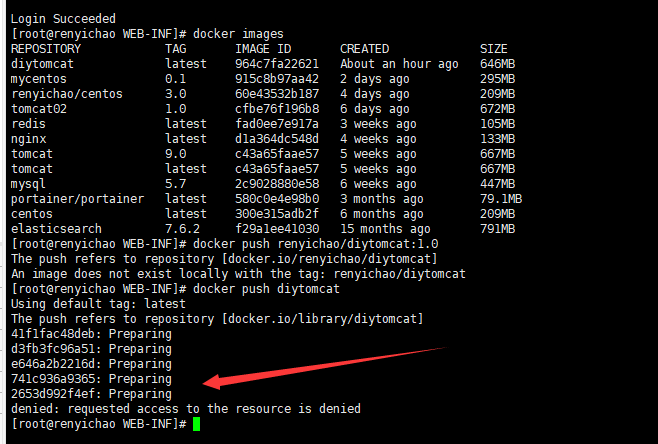 Login Succeeded
[root@renyichao WEB-INF]# docker images
REPOSITORY TAG IMAGE ID CREATED SIZE
diytomcat latest 964c7fa22621 About an hour ago 646MB
mycentos 0.1 915c8b97aa42 2 days ago 295MB
renyichao/centos 3.0 60e43532b187 4 days ago 209MB
tomcat02 1.0 cfbe76f196b8 6 days ago 672MB
redis latest fad0ee7e917a 3 weeks ago 105MB
nginx latest d1a364dc548d 4 weeks ago 133MB
tomcat 9.0 c43a65faae57 5 weeks ago 667MB
tomcat latest c43a65faae57 5 weeks ago 667MB
mysql 5.7 2c9028880e58 6 weeks ago 447MB
portainer/portainer latest 580c0e4e98b0 3 months ago 79.1MB
centos latest 300e315adb2f 6 months ago 209MB
elasticsearch 7.6.2 f29a1ee41030 15 months ago 791MB
[root@renyichao WEB-INF]# docker push renyichao/diytomcat:1.0
The push refers to repository [docker.io/renyichao/diytomcat]
An image does not exist locally with the tag: renyichao/diytomcat
[root@renyichao WEB-INF]# docker push diytomcat
Using default tag: latest
The push refers to repository [docker.io/library/diytomcat]
41f1fac48deb: Preparing
d3fb3fc96a51: Preparing
e646a2b2216d: Preparing
741c936a9365: Preparing
2653d992f4ef: Preparing
denied: requested access to the resource is denied
[root@renyichao WEB-INF]#